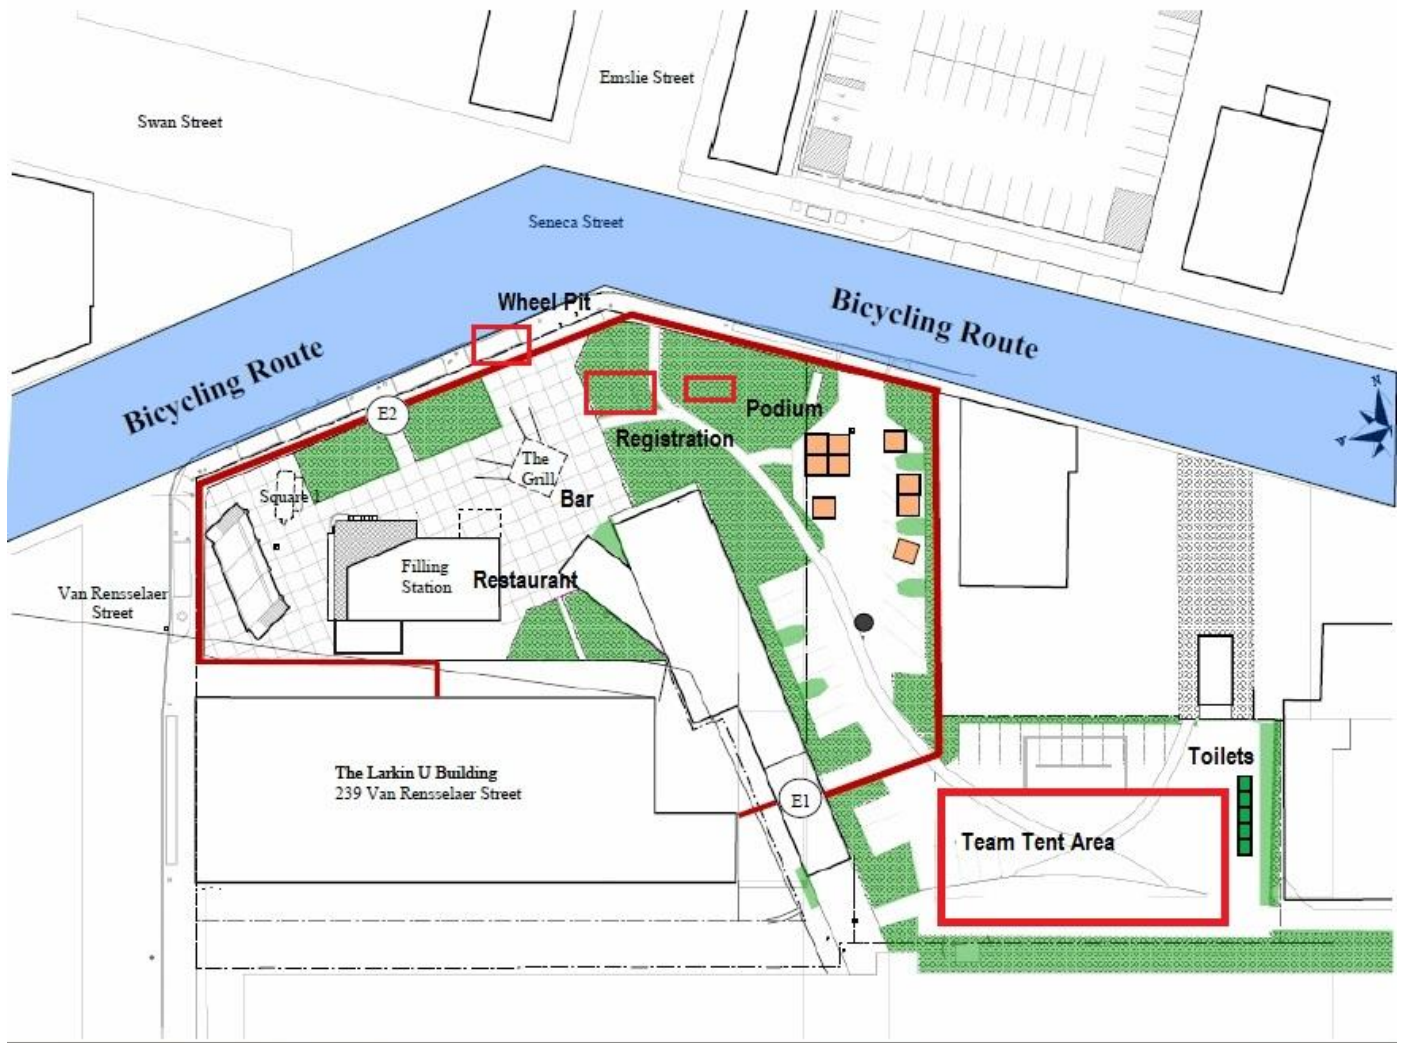 Emslie Street
Swan Street
Seneca Street
Wheel Pit
Bicycling Route
Bicycling Route
N
A
E2
Podium
Registration
The
Grill
Square 1
Bar
Filling
Station
Restaurant
Van Rensselaer
Street
Toilets
The Larkin U Building
239 Van Rensselaer Street
E1
Team Tent Area